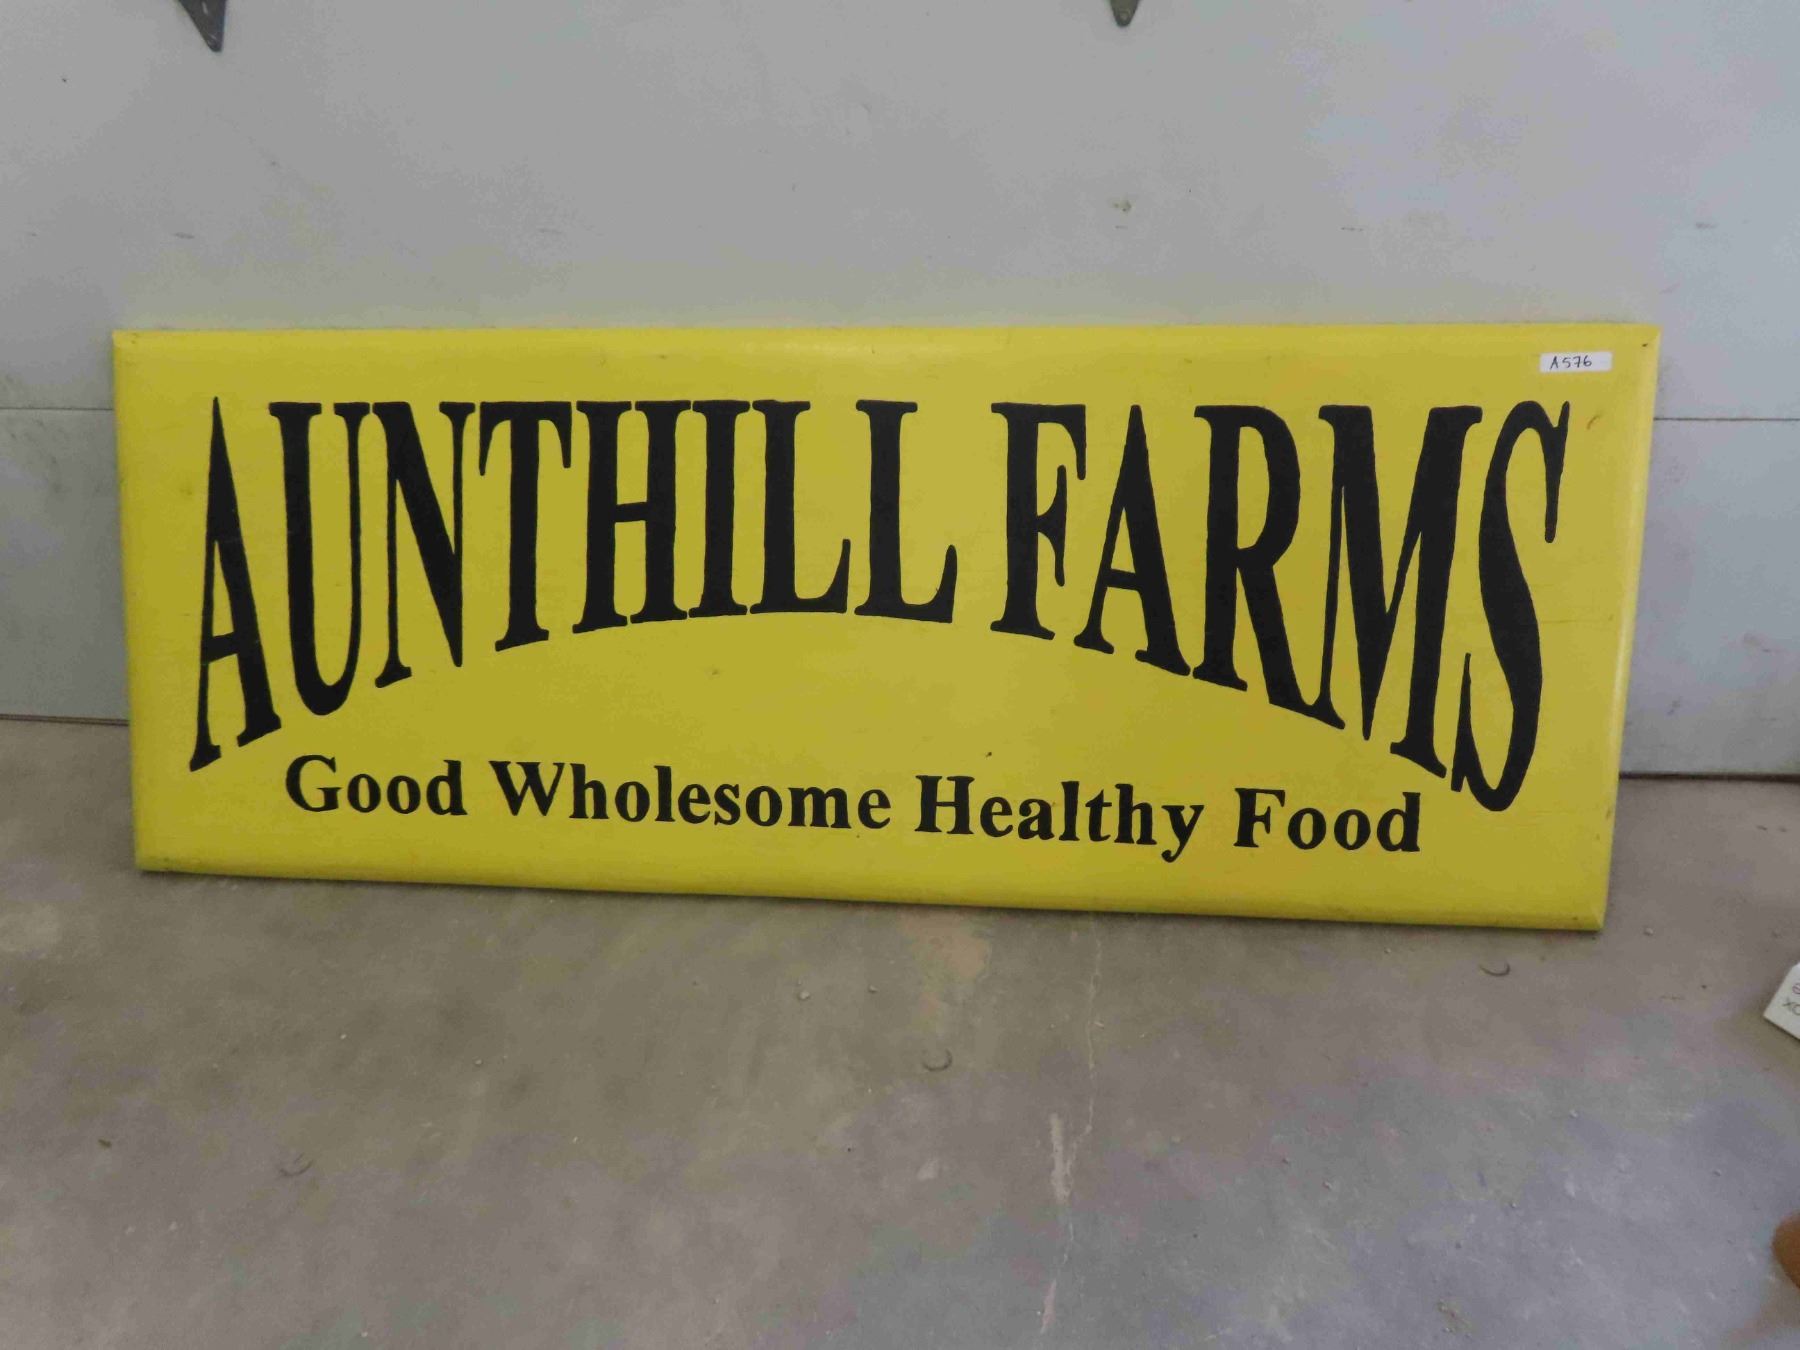 A576
AUNTHILL FARMS
Good Wholesome Healthy Food